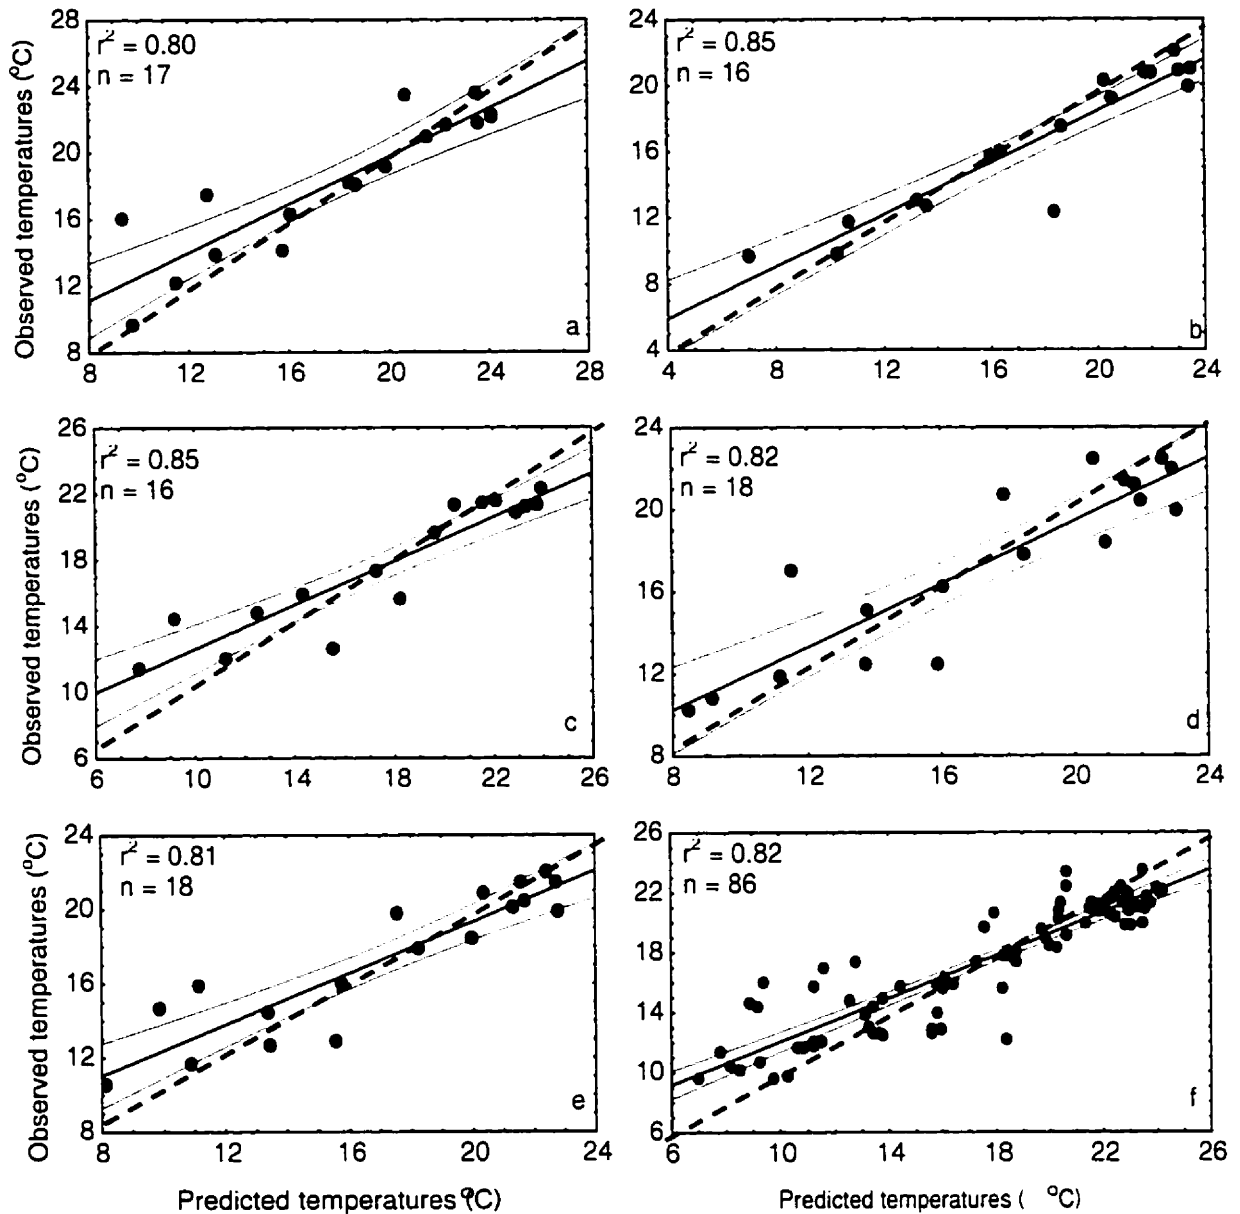 r² = 0.80
n = 17
Observed temperatures (°C)
28
24
20
16
12
8
8 12 16 20 24 28
a
r² = 0.85
n = 16
24
20
16
12
8
4
4 8 12 16 20 24
b
r² = 0.85
n = 16
Observed temperatures (°C)
26
22
18
14
10
6
6 10 14 18 22 26
c
r² = 0.82
n = 18
24
20
16
12
8
8 12 16 20 24
d
r² = 0.81
n = 18
Observed temperatures (°C)
24
20
16
12
8
8 12 16 20 24
e
Predicted temperatures (°C)
r² = 0.82
n = 86
26
22
18
14
10
6
6 10 14 18 22 26
f
Predicted temperatures ( °C)